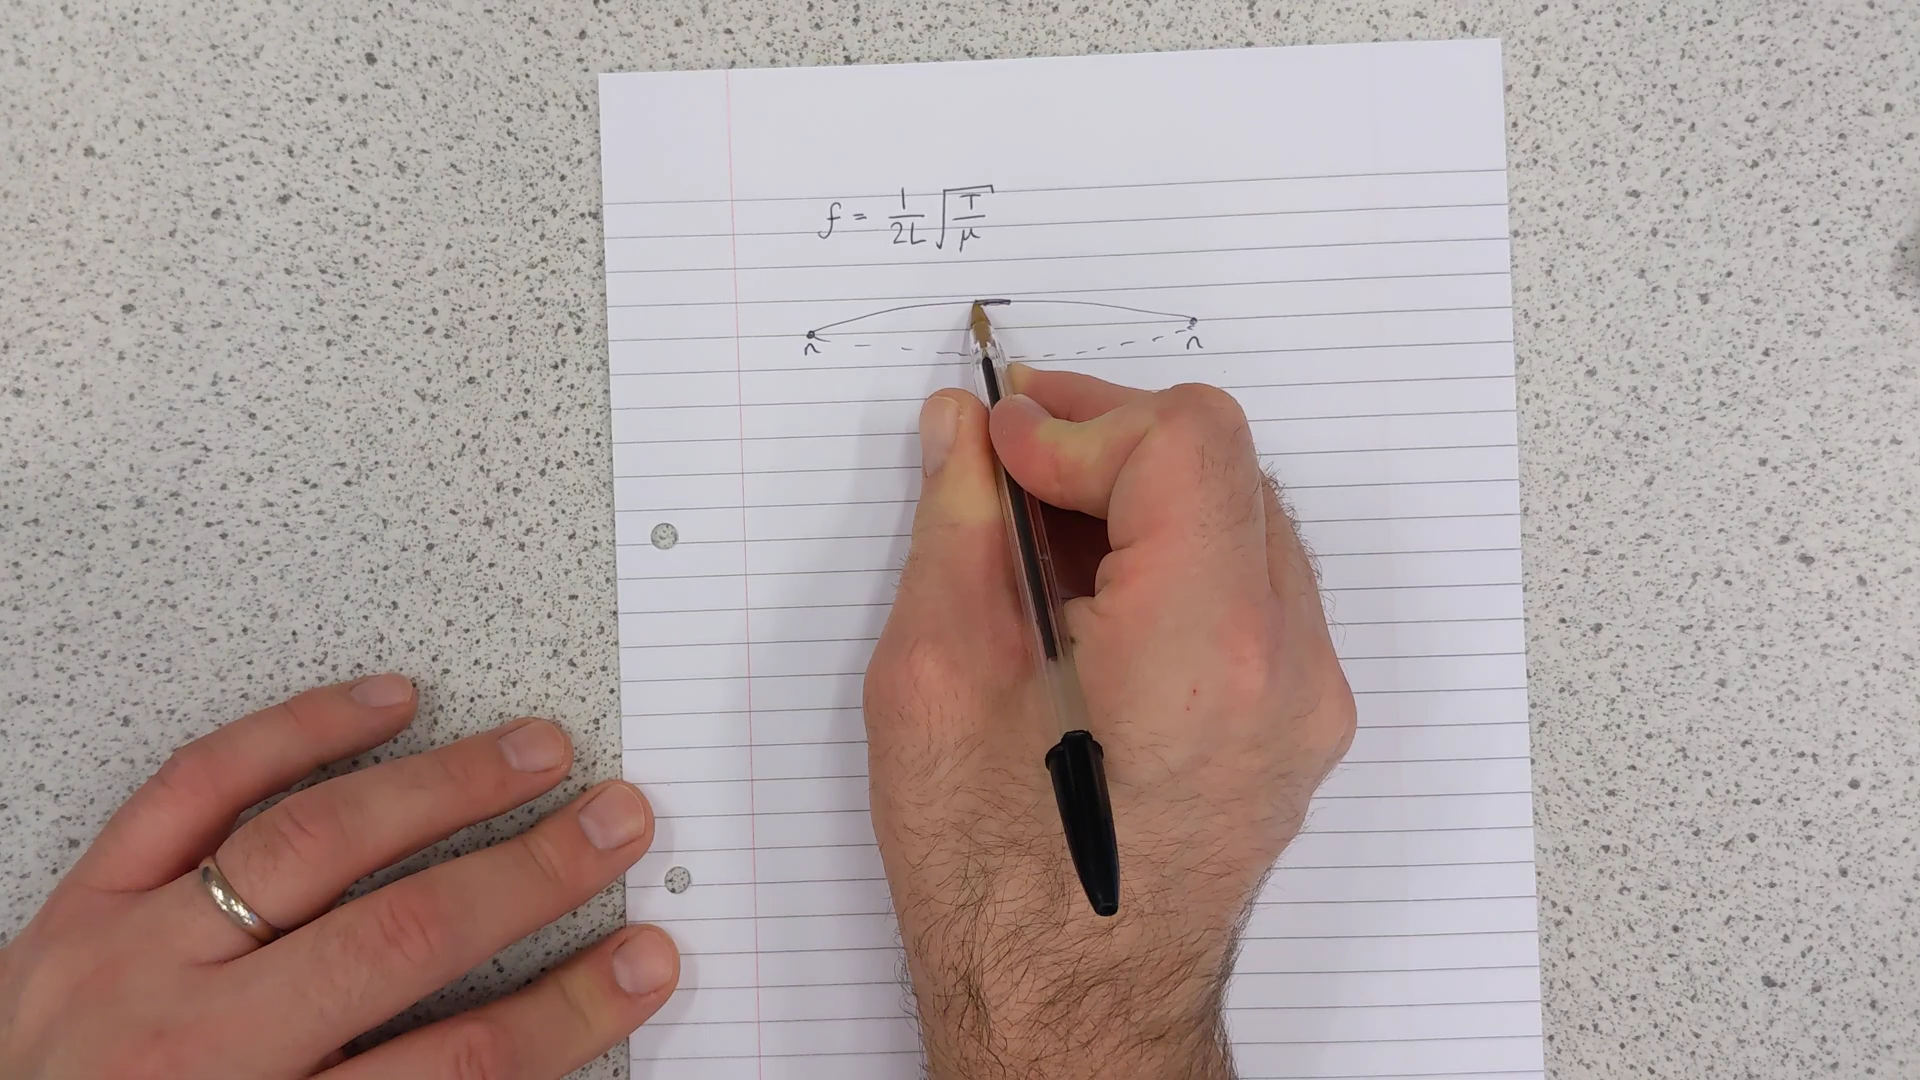 f = 1/2L √(T/μ)
n n